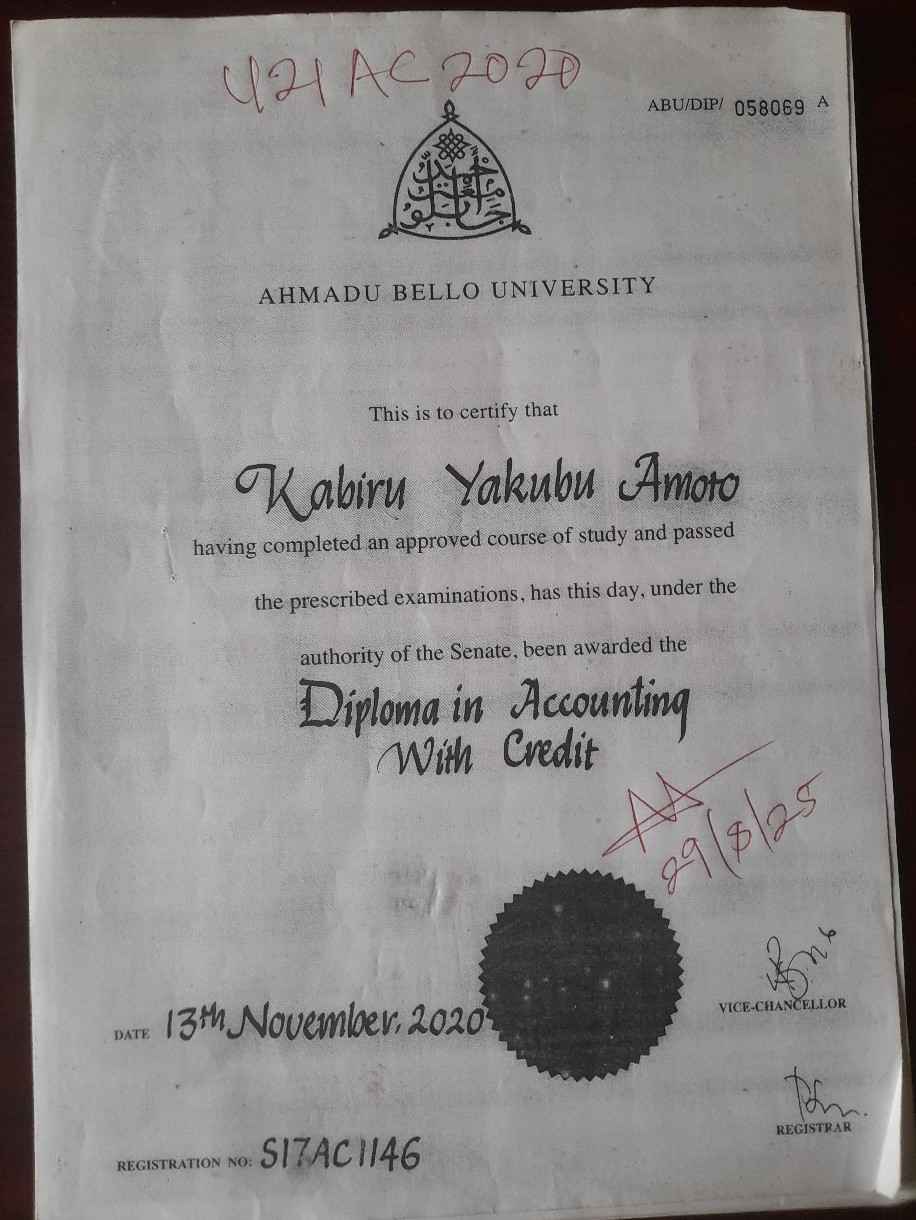 U21AC2020
ABU/DIP/ 058069 A
AHMADU BELLO UNIVERSITY
This is to certify that
Kabiru Yakubu Amoto
having completed an approved course of study and passed
the prescribed examinations, has this day, under the
authority of the Senate, been awarded the
Diploma in Accounting
With Credit
29/8/25
VICE-CHANCELLOR
DATE 13th November, 2020
REGISTRAR
REGISTRATION NO: S17AC1146